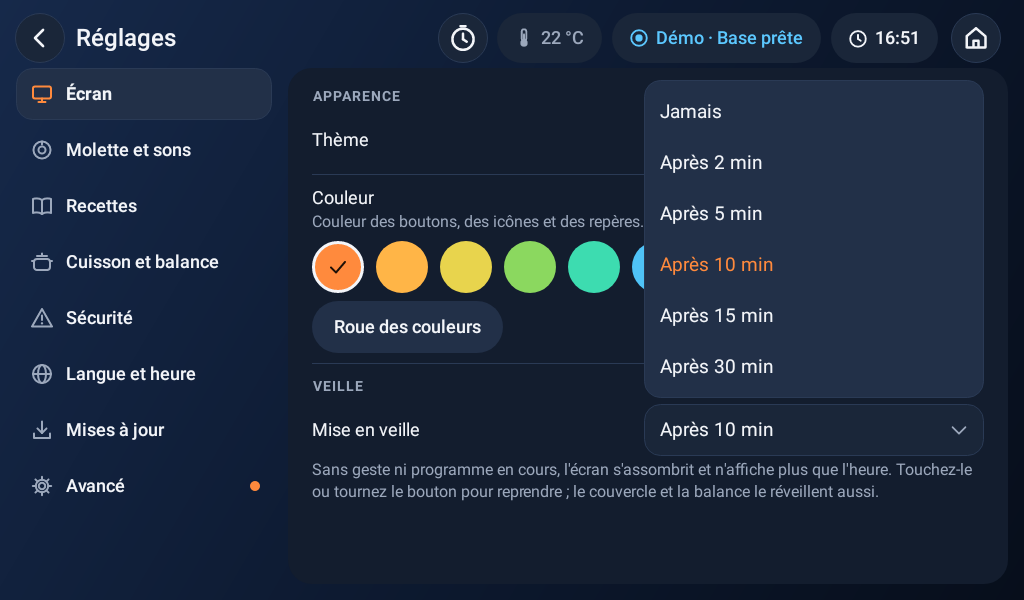 Réglages
22 °C
Démo · Base prête
16:51
Écran
Molette et sons
Recettes
Cuisson et balance
Sécurité
Langue et heure
Mises à jour
Avancé
APPARENCE
Thème
Couleur
Couleur des boutons, des icônes et des repères.
Roue des couleurs
Jamais
Après 2 min
Après 5 min
Après 10 min
Après 15 min
Après 30 min
VEILLE
Mise en veille
Après 10 min
Sans geste ni programme en cours, l'écran s'assombrit et n'affiche plus que l'heure. Touchez-le
ou tournez le bouton pour reprendre ; le couvercle et la balance le réveillent aussi.